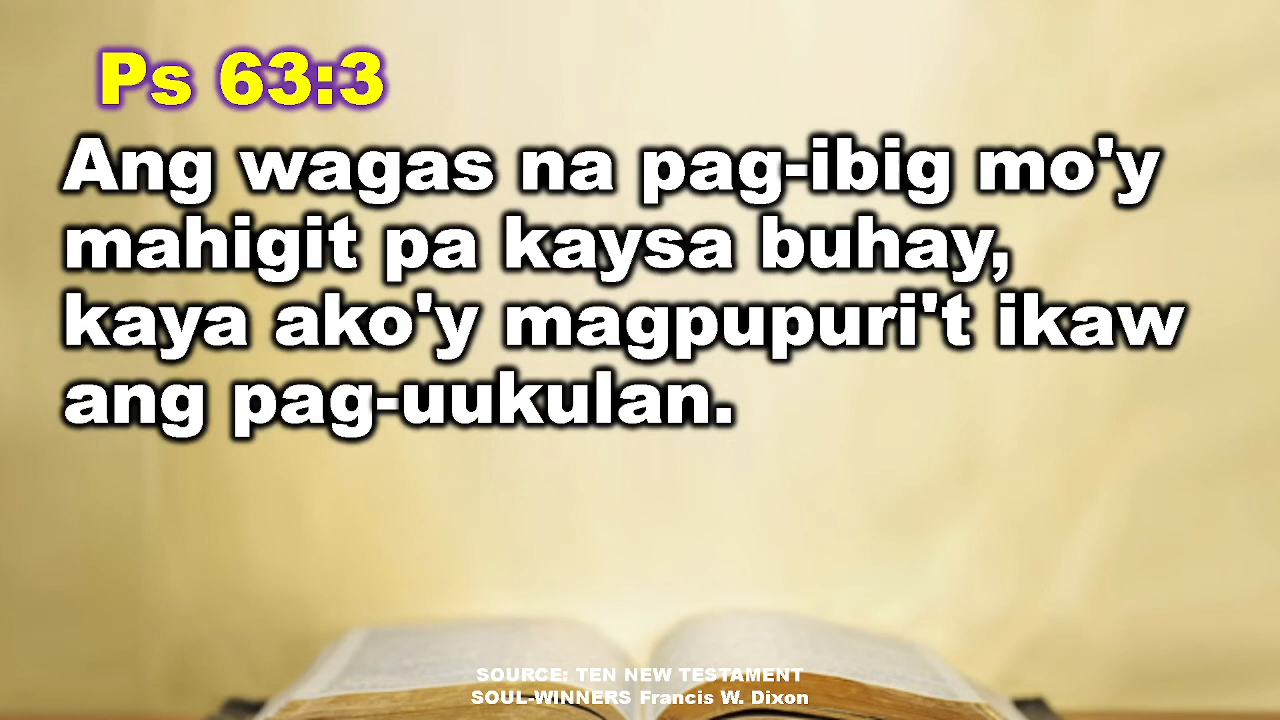 Ps 63:3
Ang wagas na pag-ibig mo'y
mahigit pa kaysa buhay,
kaya ako'y magpupuri't ikaw
ang pag-uukulan.
SOURCE: TEN NEW TESTAMENT
SOUL-WINNERS Francis W. Dixon